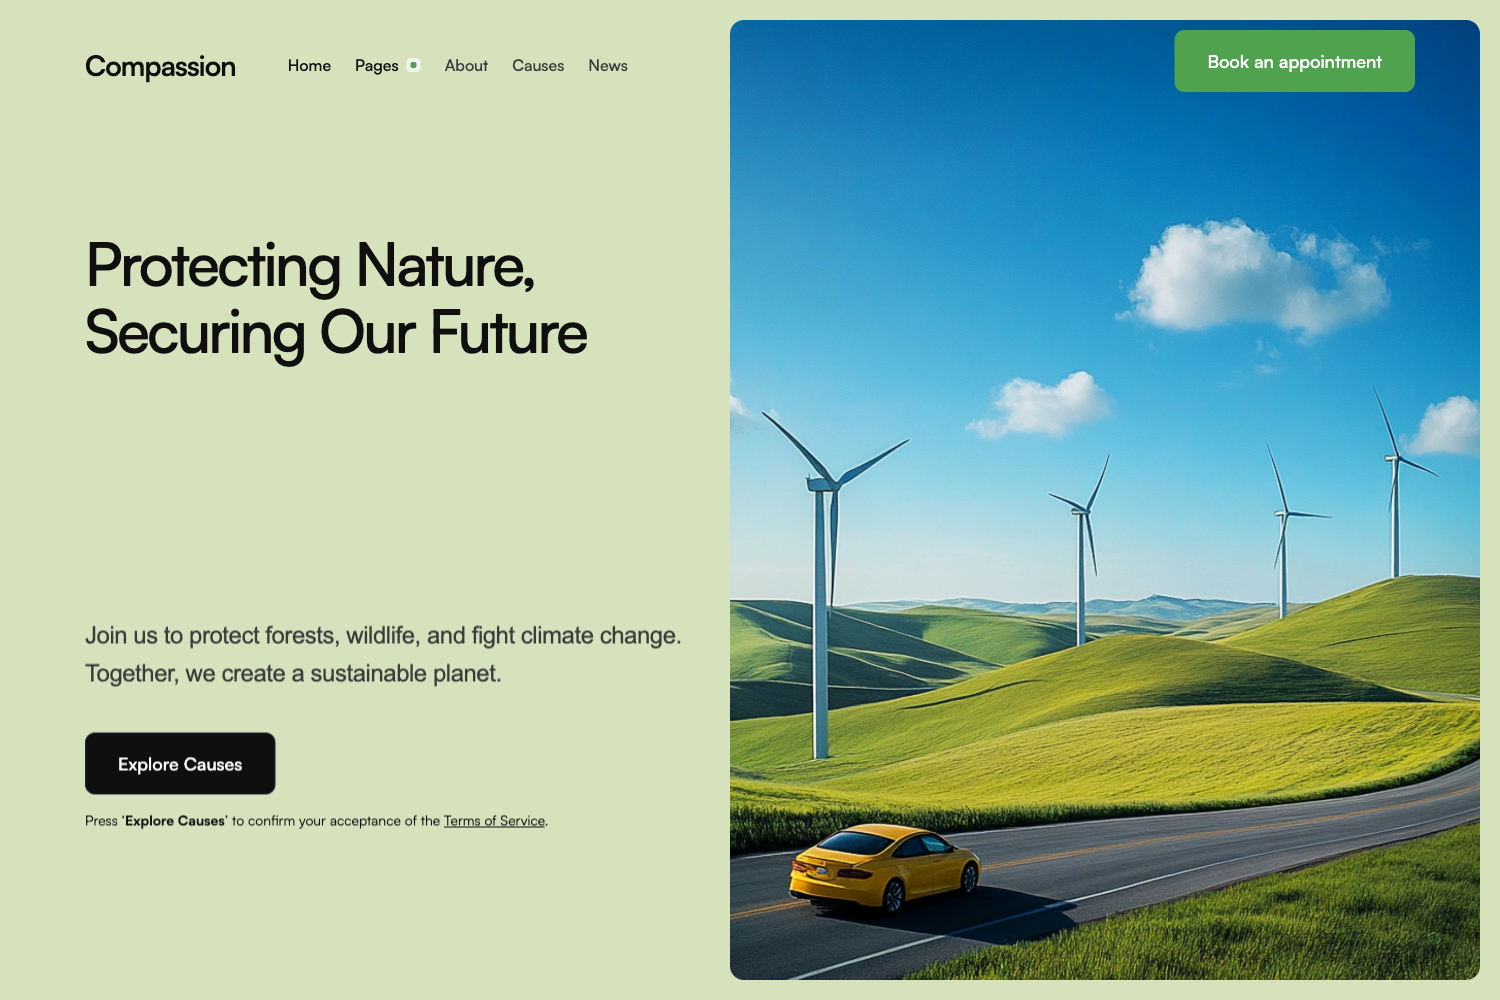 Compassion
Home Pages About Causes News
Book an appointment
Protecting Nature,
Securing Our Future
Join us to protect forests, wildlife, and fight climate change.
Together, we create a sustainable planet.
Explore Causes
Press 'Explore Causes' to confirm your acceptance of the Terms of Service.